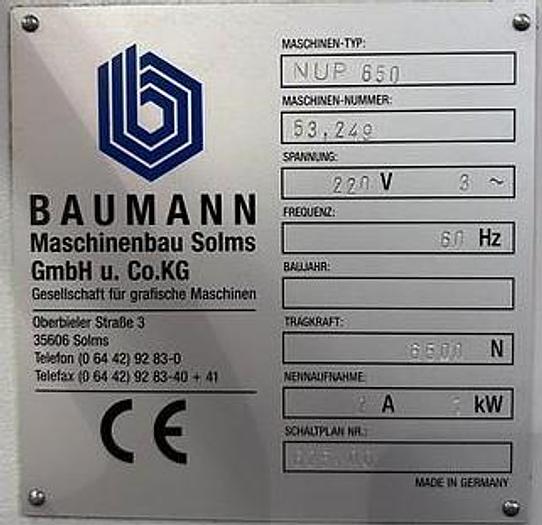 BAUMANN
Maschinenbau Solms
GmbH u. Co.KG
Gesellschaft für grafische Maschinen
Oberbieler Straße 3
35606 Solms
Telefon (0 64 42) 92 83-0
Telefax (0 64 42) 92 83-40 + 41
CE
MASCHINEN-TYP:
NUP 650
MASCHINEN-NUMMER:
53,249
SPANNUNG:
220 V 3 ~
FREQUENZ:
60 Hz
BAUJAHR:
TRAGKRAFT:
6500 N
NENNAUFNAHME:
A kW
SCHALTPLAN NR.:
MADE IN GERMANY